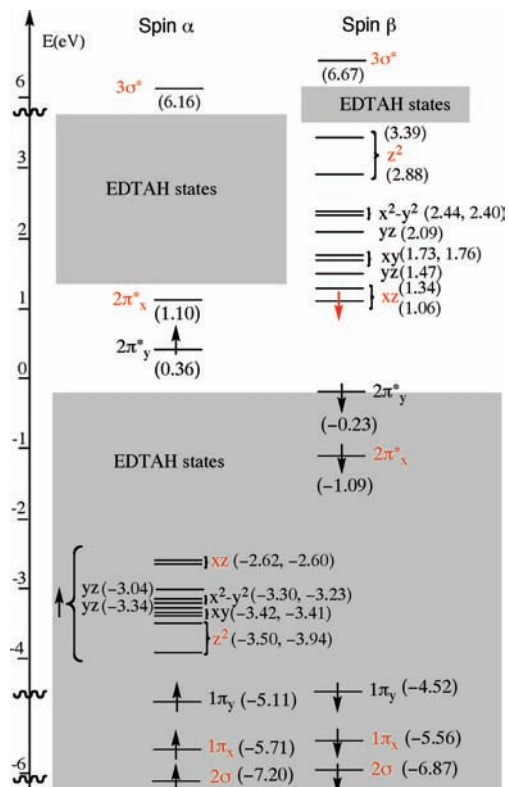 Spin α
Spin β
E(eV)
3σ*
(6.16)
3σ*
(6.67)
6
EDTAH states
(3.39)
z²
(2.88)
3
EDTAH states
x²-y² (2.44, 2.40)
yz (2.09)
2
xy (1.73, 1.76)
yz (1.47)
(1.34)
xz
(1.06)
1
2π*x
(1.10)
2π*y
(0.36)
0
2π*y
(−0.23)
-1
EDTAH states
2π*x
(−1.09)
-2
xz (−2.62, −2.60)
-3
yz (−3.04)
yz (−3.34)
x²-y² (−3.30, −3.23)
xy (−3.42, −3.41)
z² (−3.50, −3.94)
-4
1πy (−5.11)
1πy (−4.52)
1πx (−5.71)
1πx (−5.56)
-6
2σ (−7.20)
2σ (−6.87)